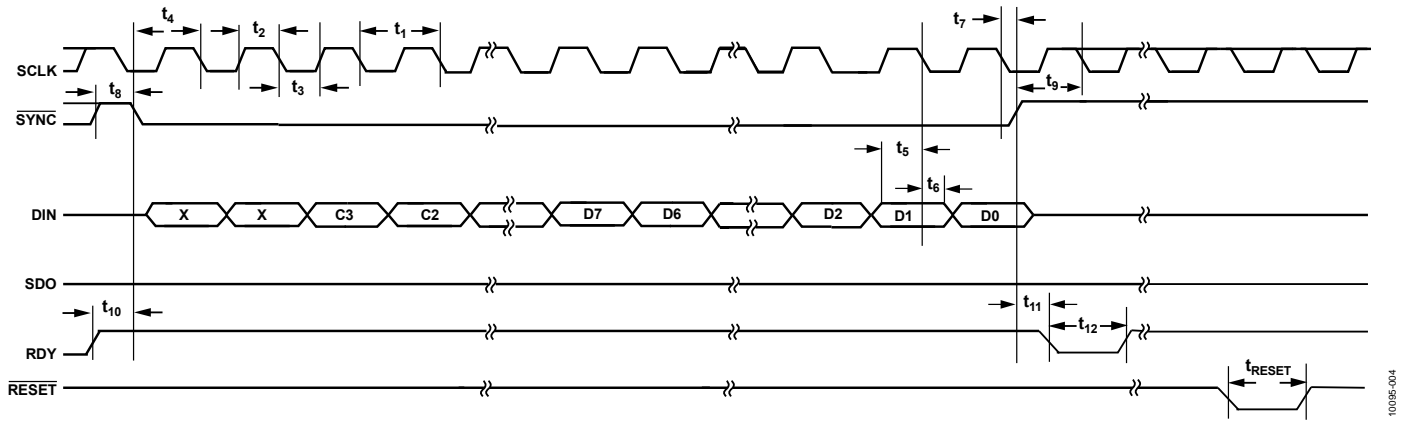 t4
t2
t1
t7
SCLK
t8
t3
t9
SYNC
t5
t6
DIN
X
X
C3
C2
D7
D6
D2
D1
D0
SDO
t10
t11
t12
RDY
tRESET
RESET
10095-004